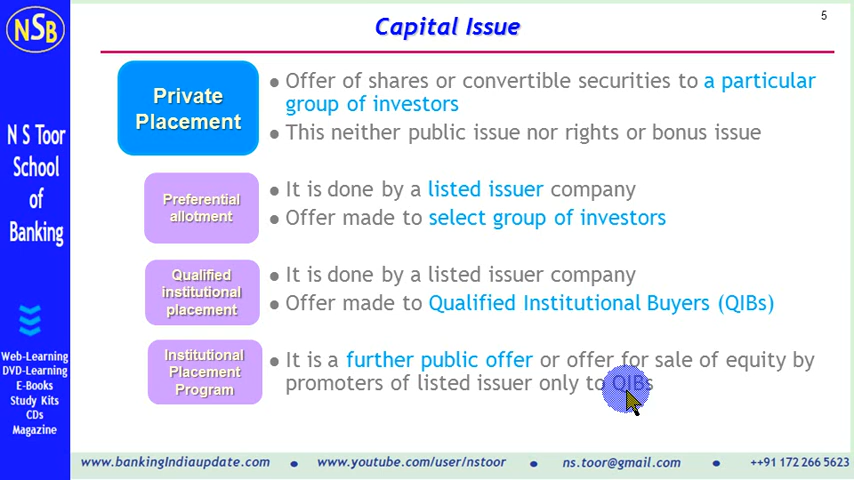 NSB
N S Toor
School
of
Banking
Web-Learning
DVD-Learning
E-Books
Study Kits
CDs
Magazine
5
Capital Issue
Private
Placement
● Offer of shares or convertible securities to a particular
group of investors
● This neither public issue nor rights or bonus issue
Preferential
allotment
● It is done by a listed issuer company
● Offer made to select group of investors
Qualified
institutional
placement
● It is done by a listed issuer company
● Offer made to Qualified Institutional Buyers (QIBs)
Institutional
Placement
Program
● It is a further public offer or offer for sale of equity by
promoters of listed issuer only to QIBs
www.bankingIndiaupdate.com ● www.youtube.com/user/nstoor ● ns.toor@gmail.com ● ++91 172 266 5623